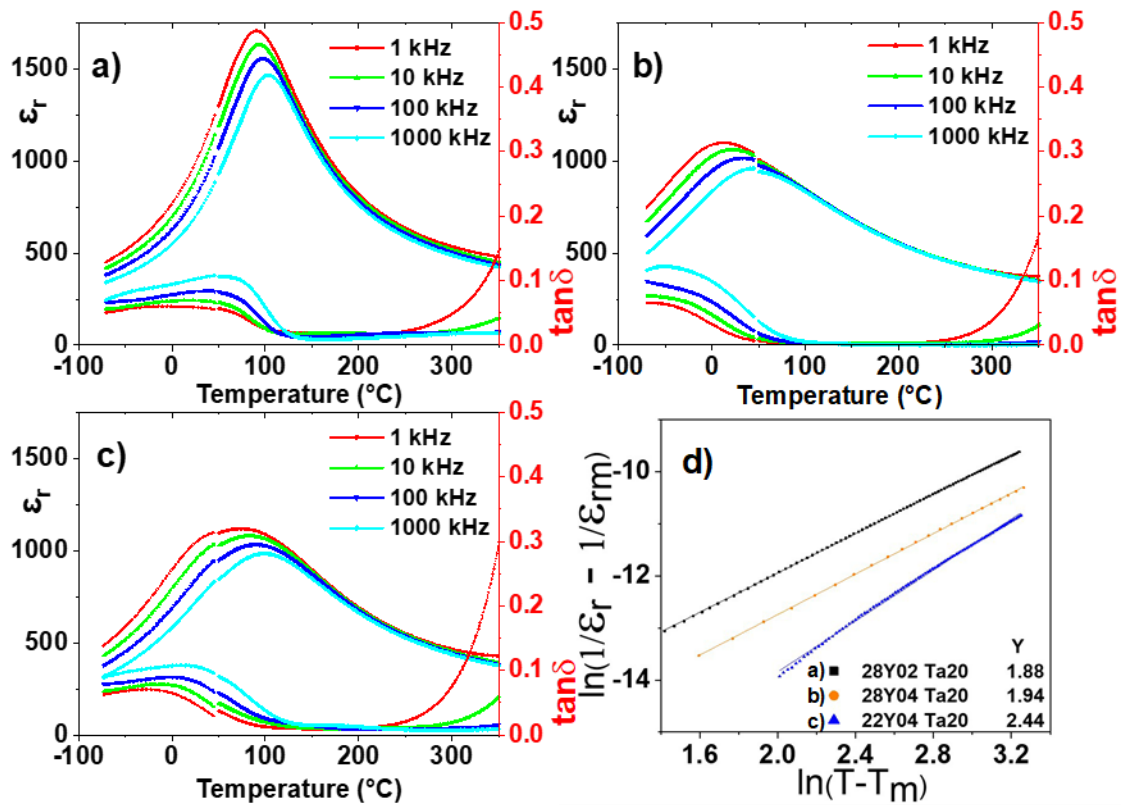 a)
1 kHz
10 kHz
100 kHz
1000 kHz
εr
1500
1000
500
0
0.5
0.4
0.3
0.2
0.1
0.0
tanδ
-100 0 100 200 300
Temperature (°C)
b)
1 kHz
10 kHz
100 kHz
1000 kHz
εr
1500
1000
500
0
0.5
0.4
0.3
0.2
0.1
0.0
tanδ
-100 0 100 200 300
Temperature (°C)
c)
1 kHz
10 kHz
100 kHz
1000 kHz
εr
1500
1000
500
0
0.5
0.4
0.3
0.2
0.1
0.0
tanδ
-100 0 100 200 300
Temperature (°C)
d)
ln(1/εr - 1/εrm)
-10
-12
-14
Y
a) 28Y02 Ta20 1.88
b) 28Y04 Ta20 1.94
c) 22Y04 Ta20 2.44
1.6 2.0 2.4 2.8 3.2
ln(T-Tm)